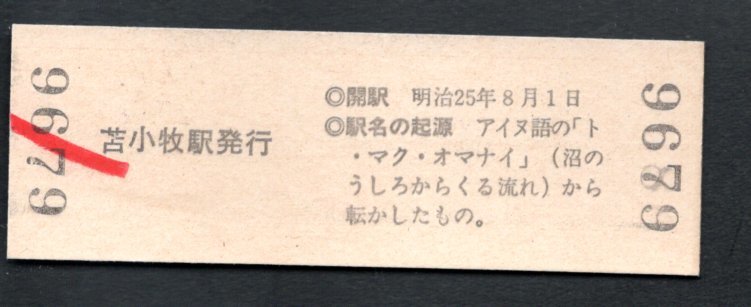 苫小牧駅発行
◎開駅 明治25年8月1日
◎駅名の起源 アイヌ語の「ト
・マク・オマナイ」(沼の
うしろからくる流れ)から
転かしたもの。